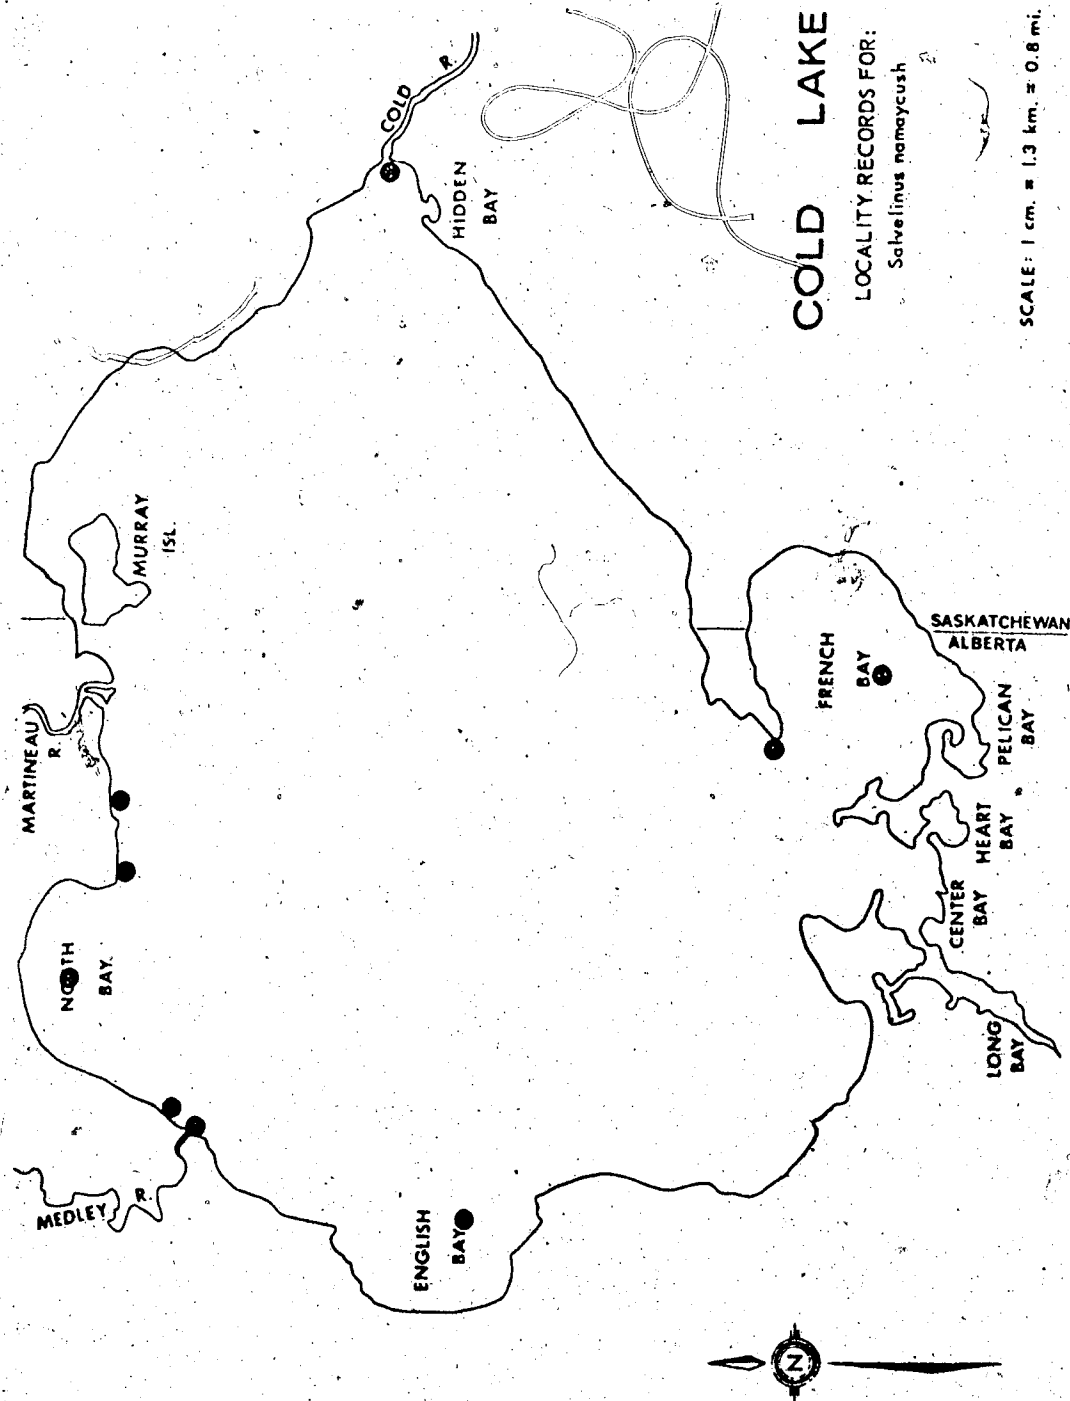 COLD LAKE
LOCALITY RECORDS FOR:
Salvelinus namaycush
SCALE: 1 cm. = 1.3 km. = 0.8 mi.
COLD R.
HIDDEN
BAY
MURRAY
ISL.
MARTINEAU
R.
NORTH
BAY
MEDLEY R.
ENGLISH
BAY
FRENCH
BAY
SASKATCHEWAN
ALBERTA
PELICAN
BAY
HEART
BAY
CENTER
BAY
LONG
BAY
N